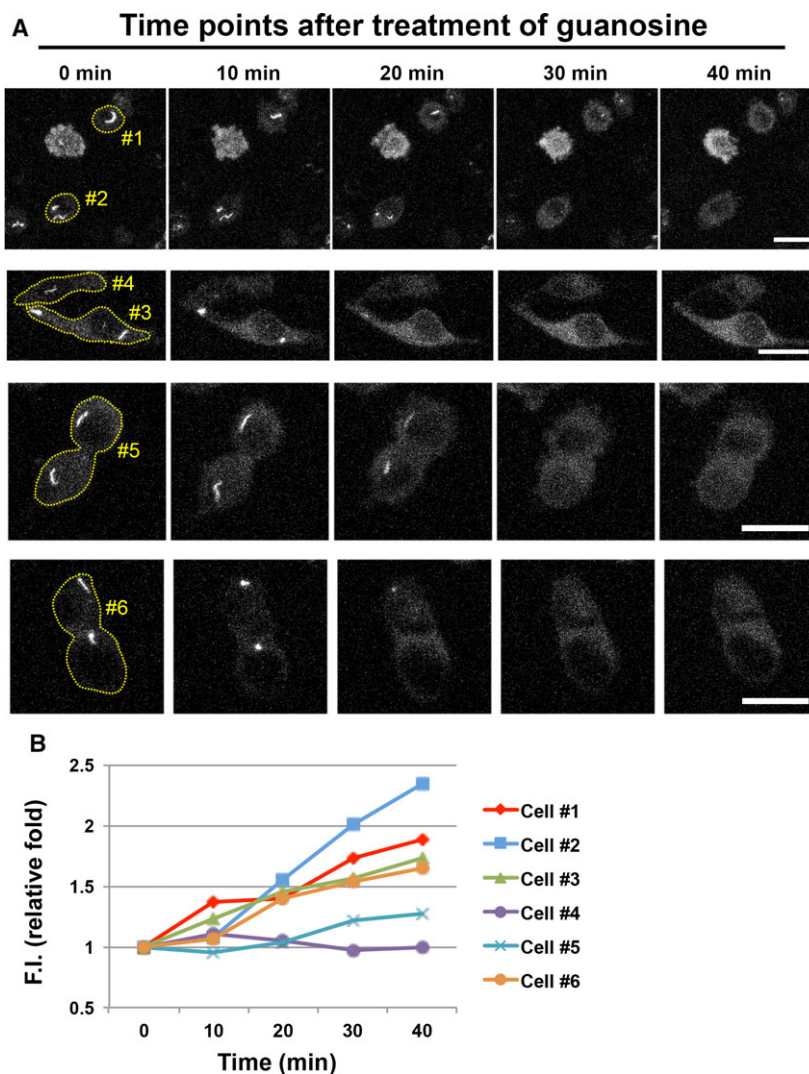 A
Time points after treatment of guanosine
0 min 10 min 20 min 30 min 40 min
#1
#2
#4
#3
#5
#6
B
F.I. (relative fold)
2.5
2
1.5
1
0.5
0 10 20 30 40
Time (min)
Cell #1
Cell #2
Cell #3
Cell #4
Cell #5
Cell #6